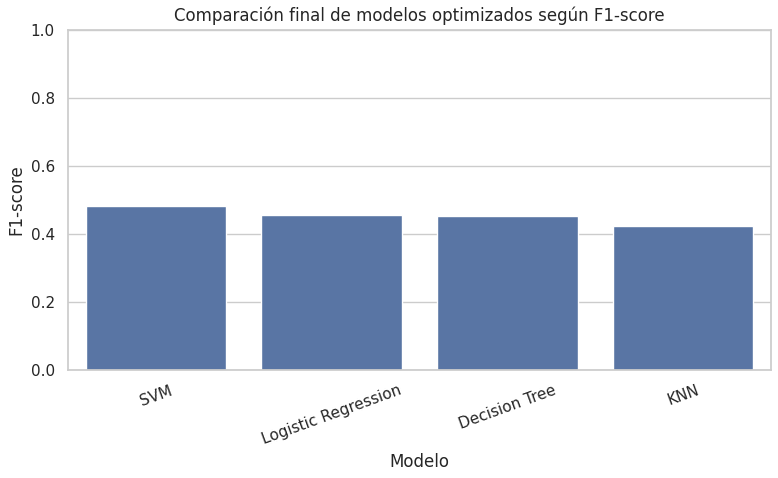 Comparación final de modelos optimizados según F1-score
1.0
0.8
0.6
0.4
0.2
0.0
F1-score
SVM
Logistic Regression
Decision Tree
KNN
Modelo